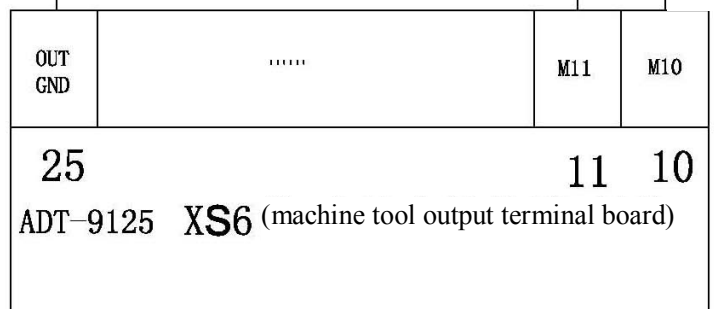 OUT GND ...... M11 M10
25 11 10
ADT-9125 XS6 (machine tool output terminal board)